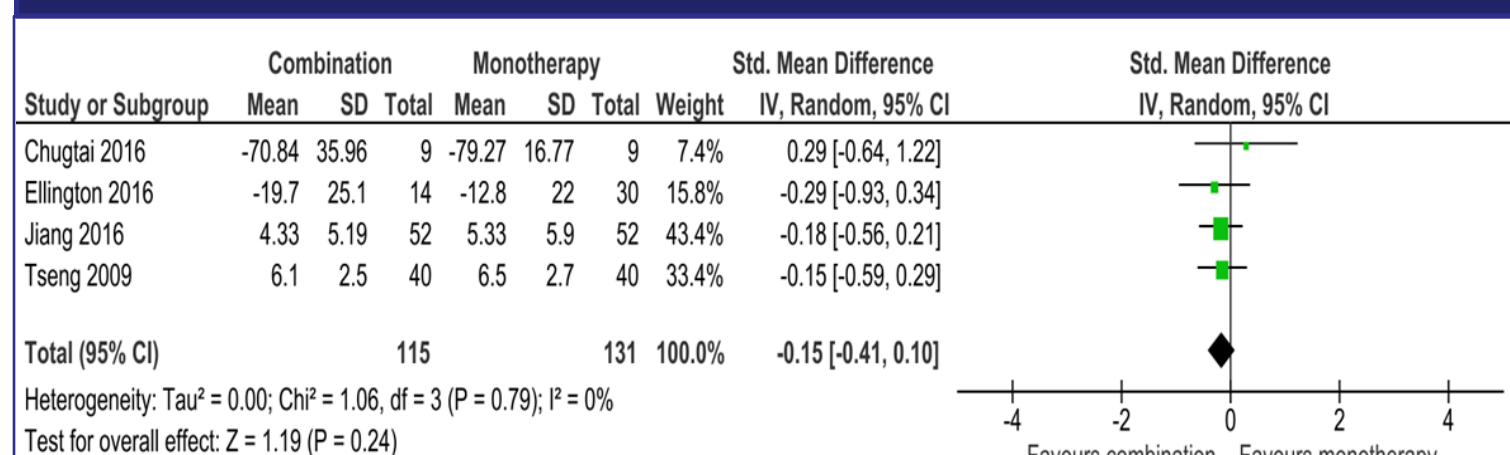 Combination Monotherapy Std. Mean Difference Std. Mean Difference
Study or Subgroup Mean SD Total Mean SD Total Weight IV, Random, 95% CI IV, Random, 95% CI
Chugtai 2016 -70.84 35.96 9 -79.27 16.77 9 7.4% 0.29 [-0.64, 1.22]
Ellington 2016 -19.7 25.1 14 -12.8 22 30 15.8% -0.29 [-0.93, 0.34]
Jiang 2016 4.33 5.19 52 5.33 5.9 52 43.4% -0.18 [-0.56, 0.21]
Tseng 2009 6.1 2.5 40 6.5 2.7 40 33.4% -0.15 [-0.59, 0.29]
Total (95% CI) 115 131 100.0% -0.15 [-0.41, 0.10]
Heterogeneity: Tau² = 0.00; Chi² = 1.06, df = 3 (P = 0.79); I² = 0%
Test for overall effect: Z = 1.19 (P = 0.24)
-4 -2 0 2 4
Favours combination Favours monotherapy